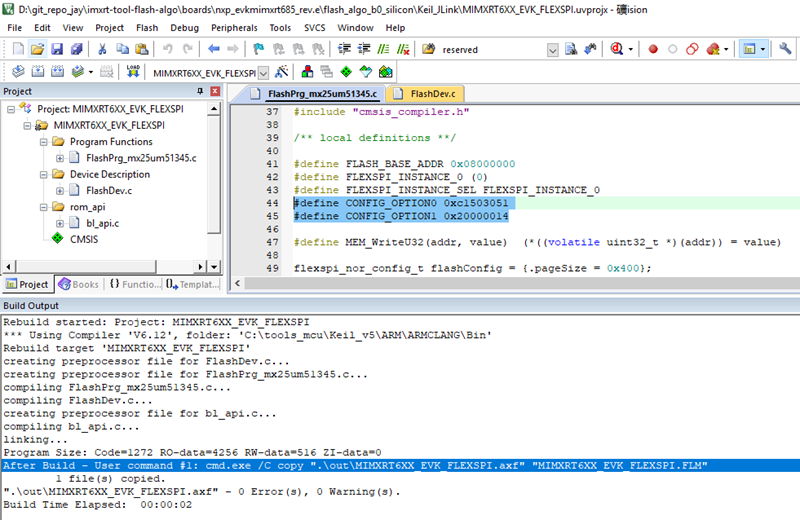 D:\git_repo_jay\imxrt-tool-flash-algo\boards\nxp_evkmimxrt685_rev.e\flash_algo_b0_silicon\Keil_JLink\MIMXRT6XX_EVK_FLEXSPI.uvprojx - 礦ision
File Edit View Project Flash Debug Peripherals Tools SVCS Window Help
reserved
LOAD MIMXRT6XX_EVK_FLEXSPI
Project
Project: MIMXRT6XX_EVK_FLEXSPI
MIMXRT6XX_EVK_FLEXSPI
Program Functions
FlashPrg_mx25um51345.c
Device Description
FlashDev.c
rom_api
bl_api.c
CMSIS
Project Books {} Functio... Templat...
FlashPrg_mx25um51345.c FlashDev.c
37 #include "cmsis_compiler.h"
38
39 /** local definitions **/
40
41 #define FLASH_BASE_ADDR 0x08000000
42 #define FLEXSPI_INSTANCE_0 (0)
43 #define FLEXSPI_INSTANCE_SEL FLEXSPI_INSTANCE_0
44 #define CONFIG_OPTION0 0xc1503051
45 #define CONFIG_OPTION1 0x20000014
46
47 #define MEM_WriteU32(addr, value) (*((volatile uint32_t *)(addr)) = value)
48
49 flexspi_nor_config_t flashConfig = {.pageSize = 0x400};
Build Output
Rebuild started: Project: MIMXRT6XX_EVK_FLEXSPI
*** Using Compiler 'V6.12', folder: 'C:\tools_mcu\Keil_v5\ARM\ARMCLANG\Bin'
Rebuild target 'MIMXRT6XX_EVK_FLEXSPI'
creating preprocessor file for FlashDev.c...
creating preprocessor file for FlashPrg_mx25um51345.c...
compiling FlashPrg_mx25um51345.c...
compiling FlashDev.c...
creating preprocessor file for bl_api.c...
compiling bl_api.c...
linking...
Program Size: Code=1272 RO-data=4256 RW-data=516 ZI-data=0
After Build - User command #1: cmd.exe /C copy ".\out\MIMXRT6XX_EVK_FLEXSPI.axf" "MIMXRT6XX_EVK_FLEXSPI.FLM"
1 file(s) copied.
".\out\MIMXRT6XX_EVK_FLEXSPI.axf" - 0 Error(s), 0 Warning(s).
Build Time Elapsed: 00:00:02